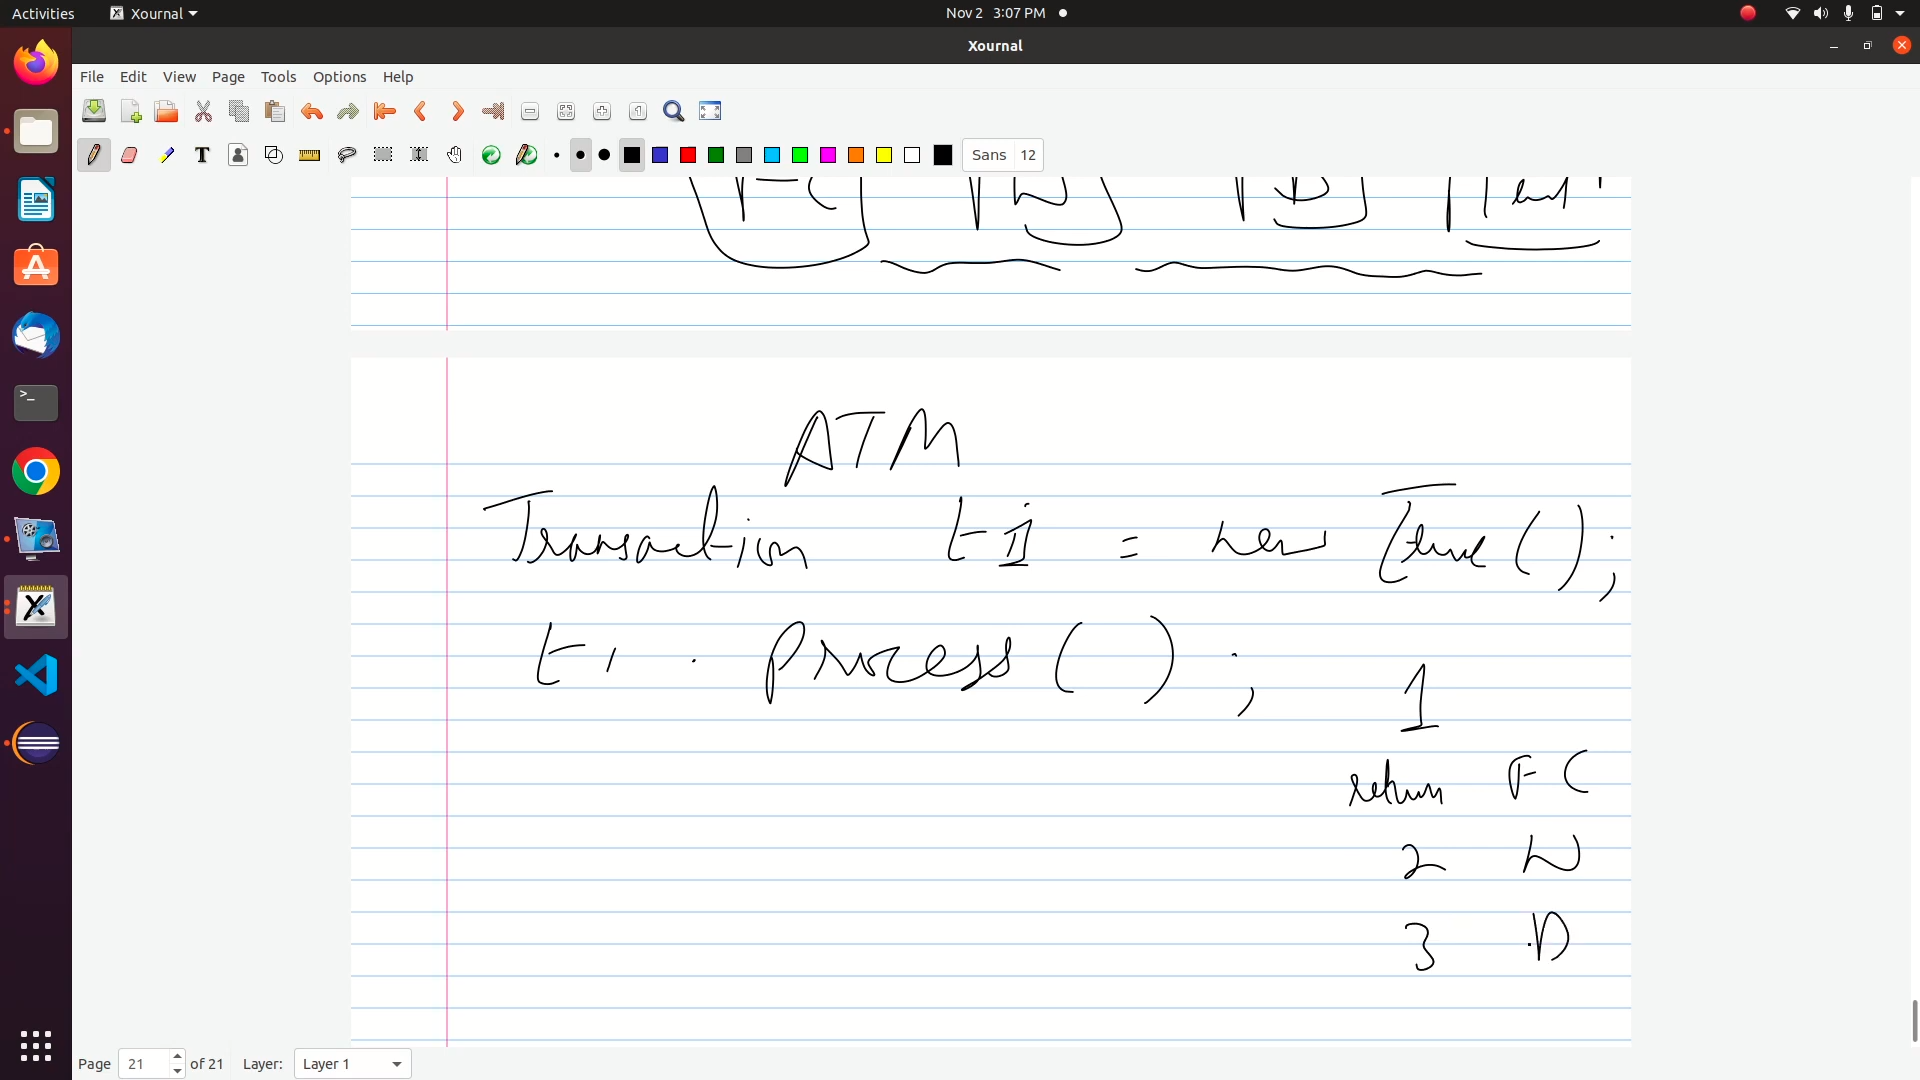 Activities Xournal Nov 2 3:07 PM
Xournal
File Edit View Page Tools Options Help
Sans 12
ATM
Transaction t1 = new
t1 . process ( ) ;
1
return FC
2 W
3 D
Page 21 of 21 Layer: Layer 1